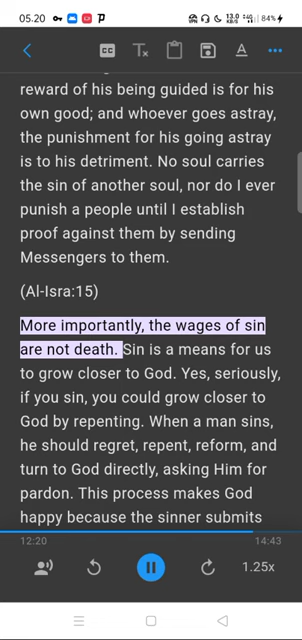 05.20
13.0
KB/S
84%
CC
reward of his being guided is for his
own good; and whoever goes astray,
the punishment for his going astray
is to his detriment. No soul carries
the sin of another soul, nor do I ever
punish a people until I establish
proof against them by sending
Messengers to them.
(Al-Isra:15)
More importantly, the wages of sin
are not death. Sin is a means for us
to grow closer to God. Yes, seriously,
if you sin, you could grow closer to
God by repenting. When a man sins,
he should regret, repent, reform, and
turn to God directly, asking Him for
pardon. This process makes God
happy because the sinner submits
12:20
14:43
1.25x